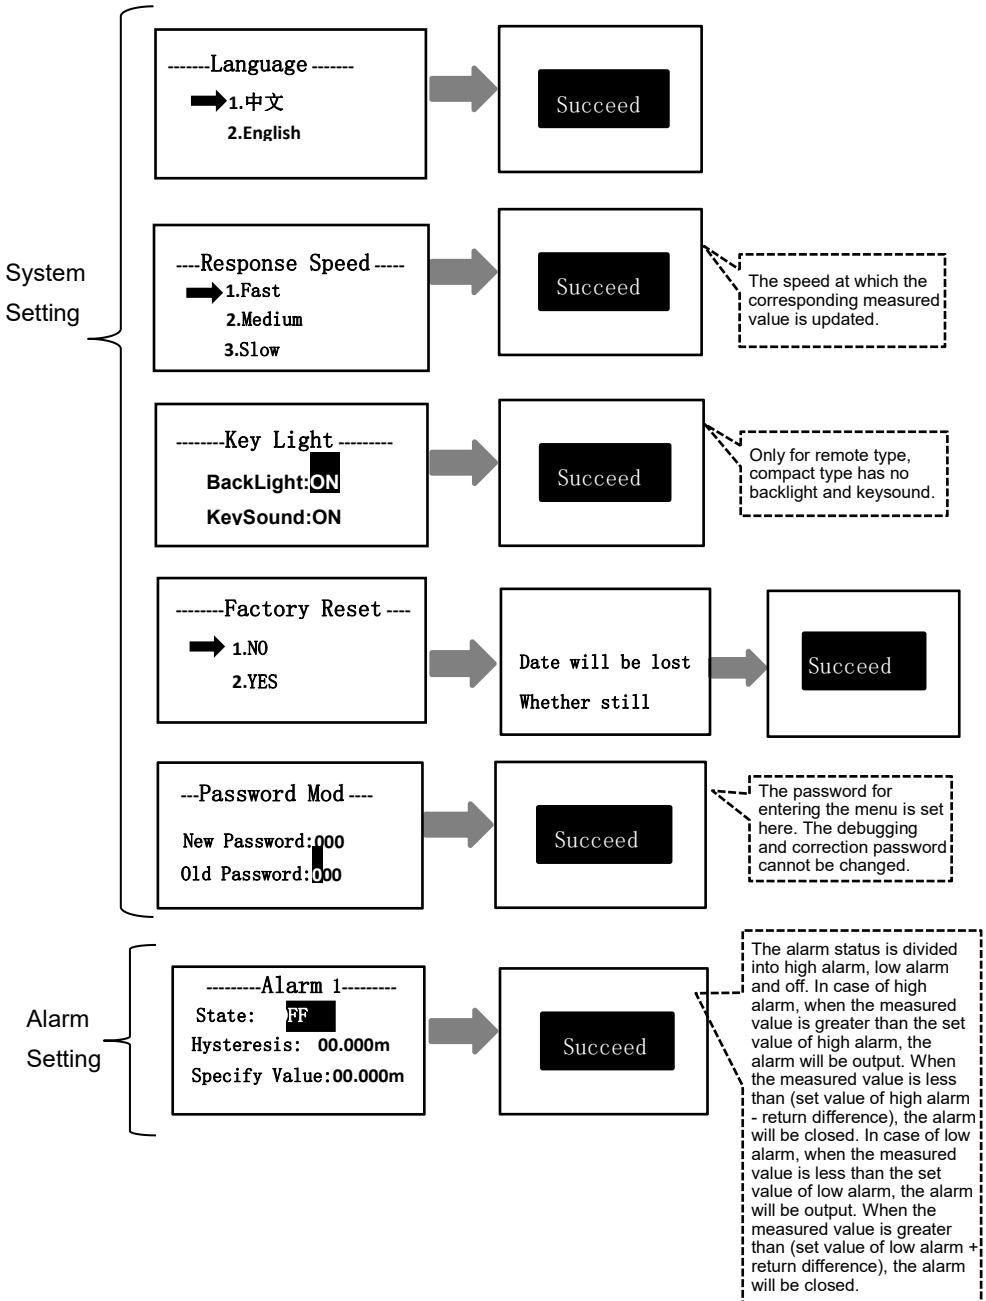 -------Language-------
1.中文
2.English
Succeed
System
Setting
----Response Speed-----
1.Fast
2.Medium
3.Slow
Succeed
The speed at which the
corresponding measured
value is updated.
--------Key Light---------
BackLight:ON
KeySound:ON
Succeed
Only for remote type,
compact type has no
backlight and keysound.
--------Factory Reset----
1.NO
2.YES
Date will be lost
Whether still
Succeed
---Password Mod----
New Password:000
Old Password:000
Succeed
The password for
entering the menu is set
here. The debugging
and correction password
cannot be changed.
Alarm
Setting
---------Alarm 1---------
State: OFF
Hysteresis: 00.000m
Specify Value:00.000m
Succeed
The alarm status is divided
into high alarm, low alarm
and off. In case of high
alarm, when the measured
value is greater than the set
value of high alarm, the
alarm will be output. When
the measured value is less
than (set value of high alarm
- return difference), the alarm
will be closed. In case of low
alarm, when the measured
value is less than the set
value of low alarm, the alarm
will be output. When the
measured value is greater
than (set value of low alarm +
return difference), the alarm
will be closed.